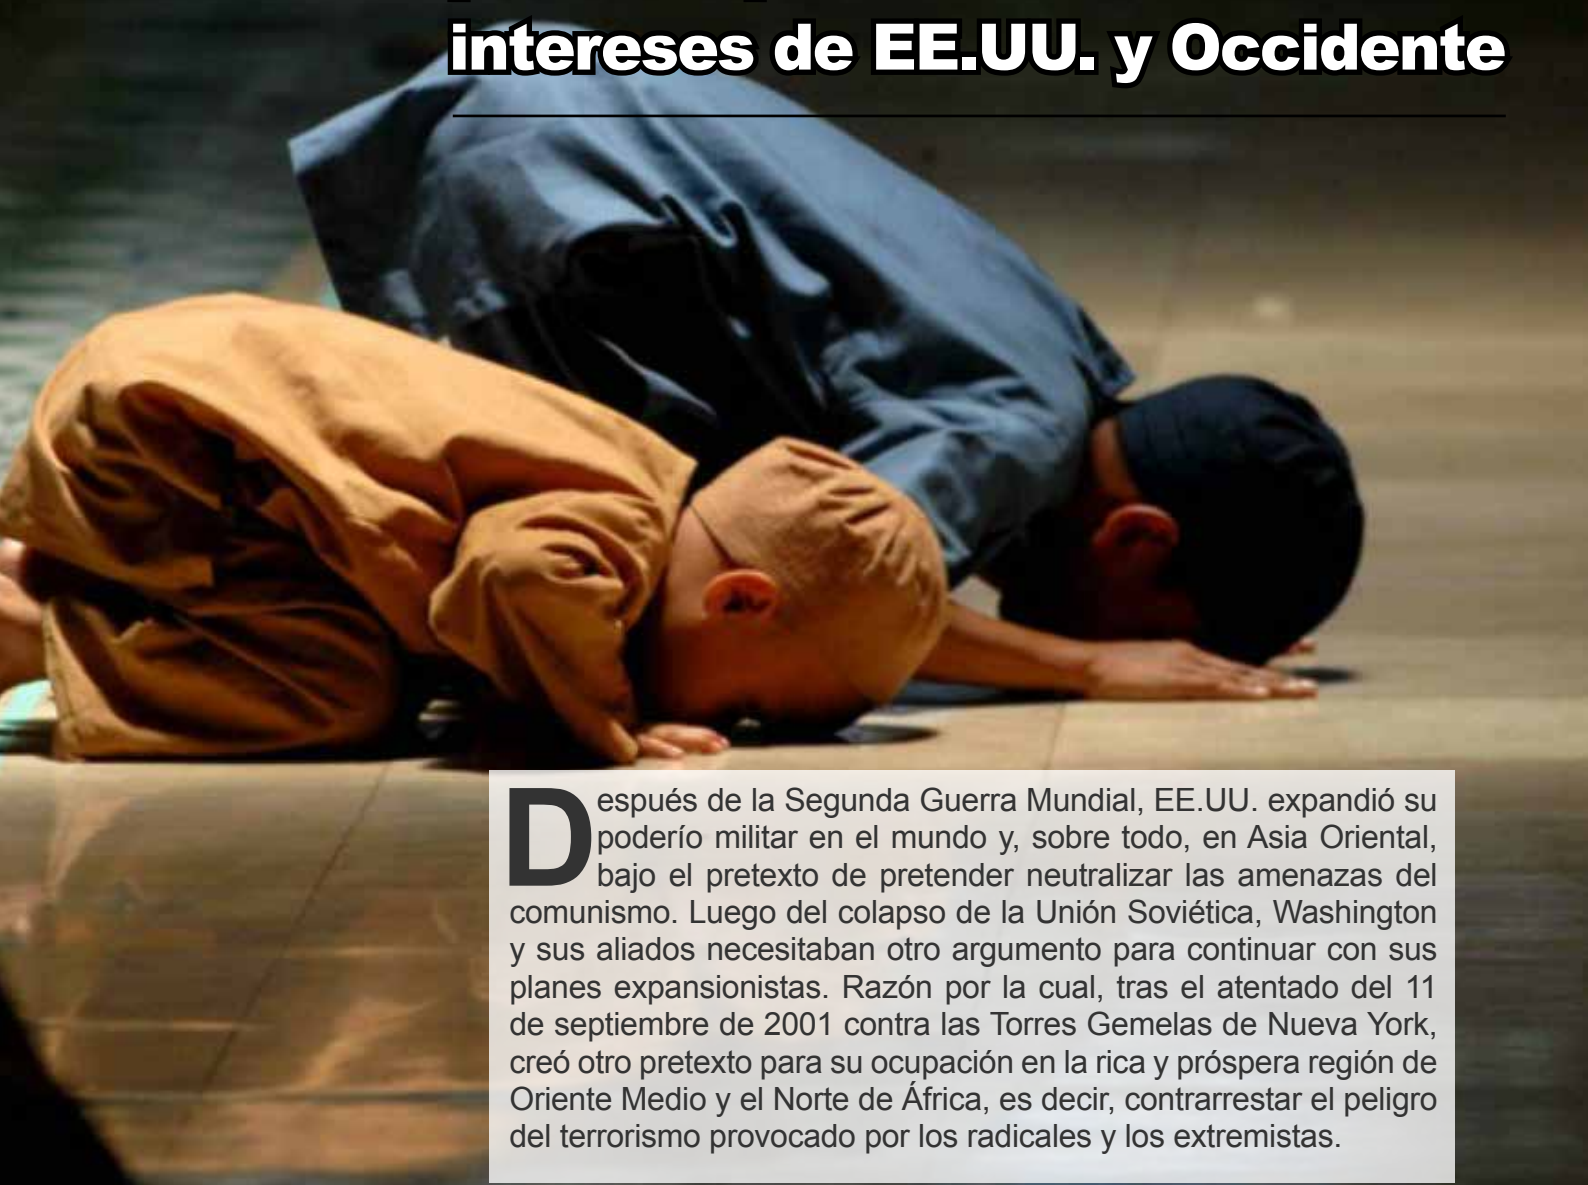 intereses de EE.UU. y Occidente
Después de la Segunda Guerra Mundial, EE.UU. expandió su
poderío militar en el mundo y, sobre todo, en Asia Oriental,
bajo el pretexto de pretender neutralizar las amenazas del
comunismo. Luego del colapso de la Unión Soviética, Washington
y sus aliados necesitaban otro argumento para continuar con sus
planes expansionistas. Razón por la cual, tras el atentado del 11
de septiembre de 2001 contra las Torres Gemelas de Nueva York,
creó otro pretexto para su ocupación en la rica y próspera región de
Oriente Medio y el Norte de África, es decir, contrarrestar el peligro
del terrorismo provocado por los radicales y los extremistas.